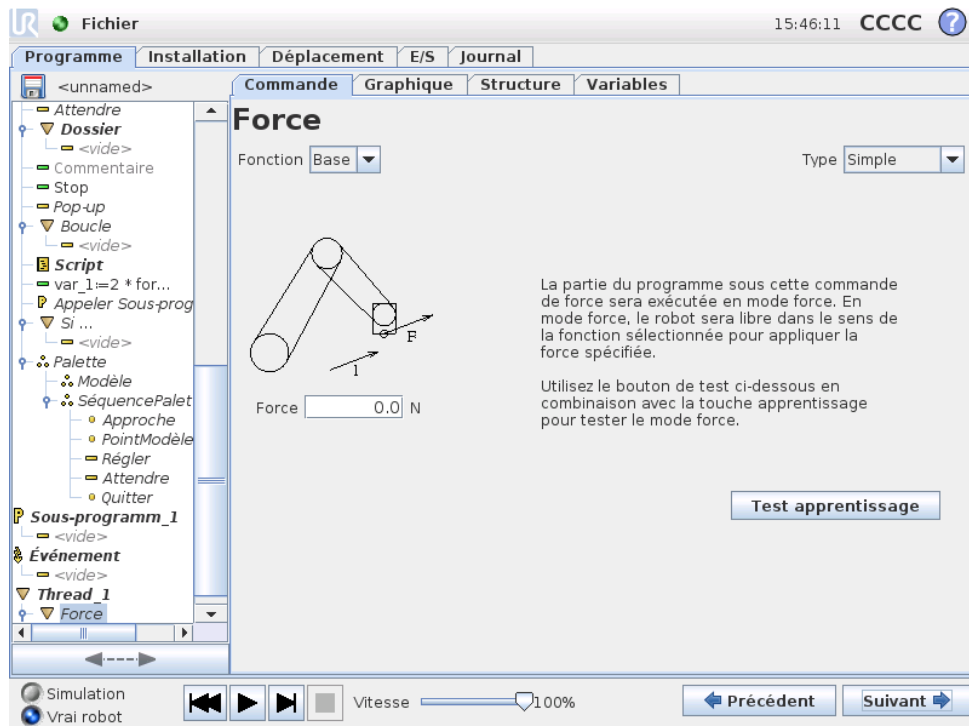 UR Fichier 15:46:11 CCCC ?
Programme Installation Déplacement E/S Journal
<unnamed>
Commande Graphique Structure Variables
Attendre
Dossier
<vide>
Commentaire
Stop
Pop-up
Boucle
<vide>
Script
var_1:=2 * for...
Appeler Sous-prog
Si ...
<vide>
Palette
Modèle
SéquencePalet
Approche
PointModèle
Régler
Attendre
Quitter
Sous-programm_1
<vide>
Événement
<vide>
Thread_1
Force
Force
Fonction Base
Type Simple
F
1
Force 0.0 N
La partie du programme sous cette commande
de force sera exécutée en mode force. En
mode force, le robot sera libre dans le sens de
la fonction sélectionnée pour appliquer la
force spécifiée.
Utilisez le bouton de test ci-dessous en
combinaison avec la touche apprentissage
pour tester le mode force.
Test apprentissage
Simulation
Vrai robot
Vitesse 100%
Précédent
Suivant